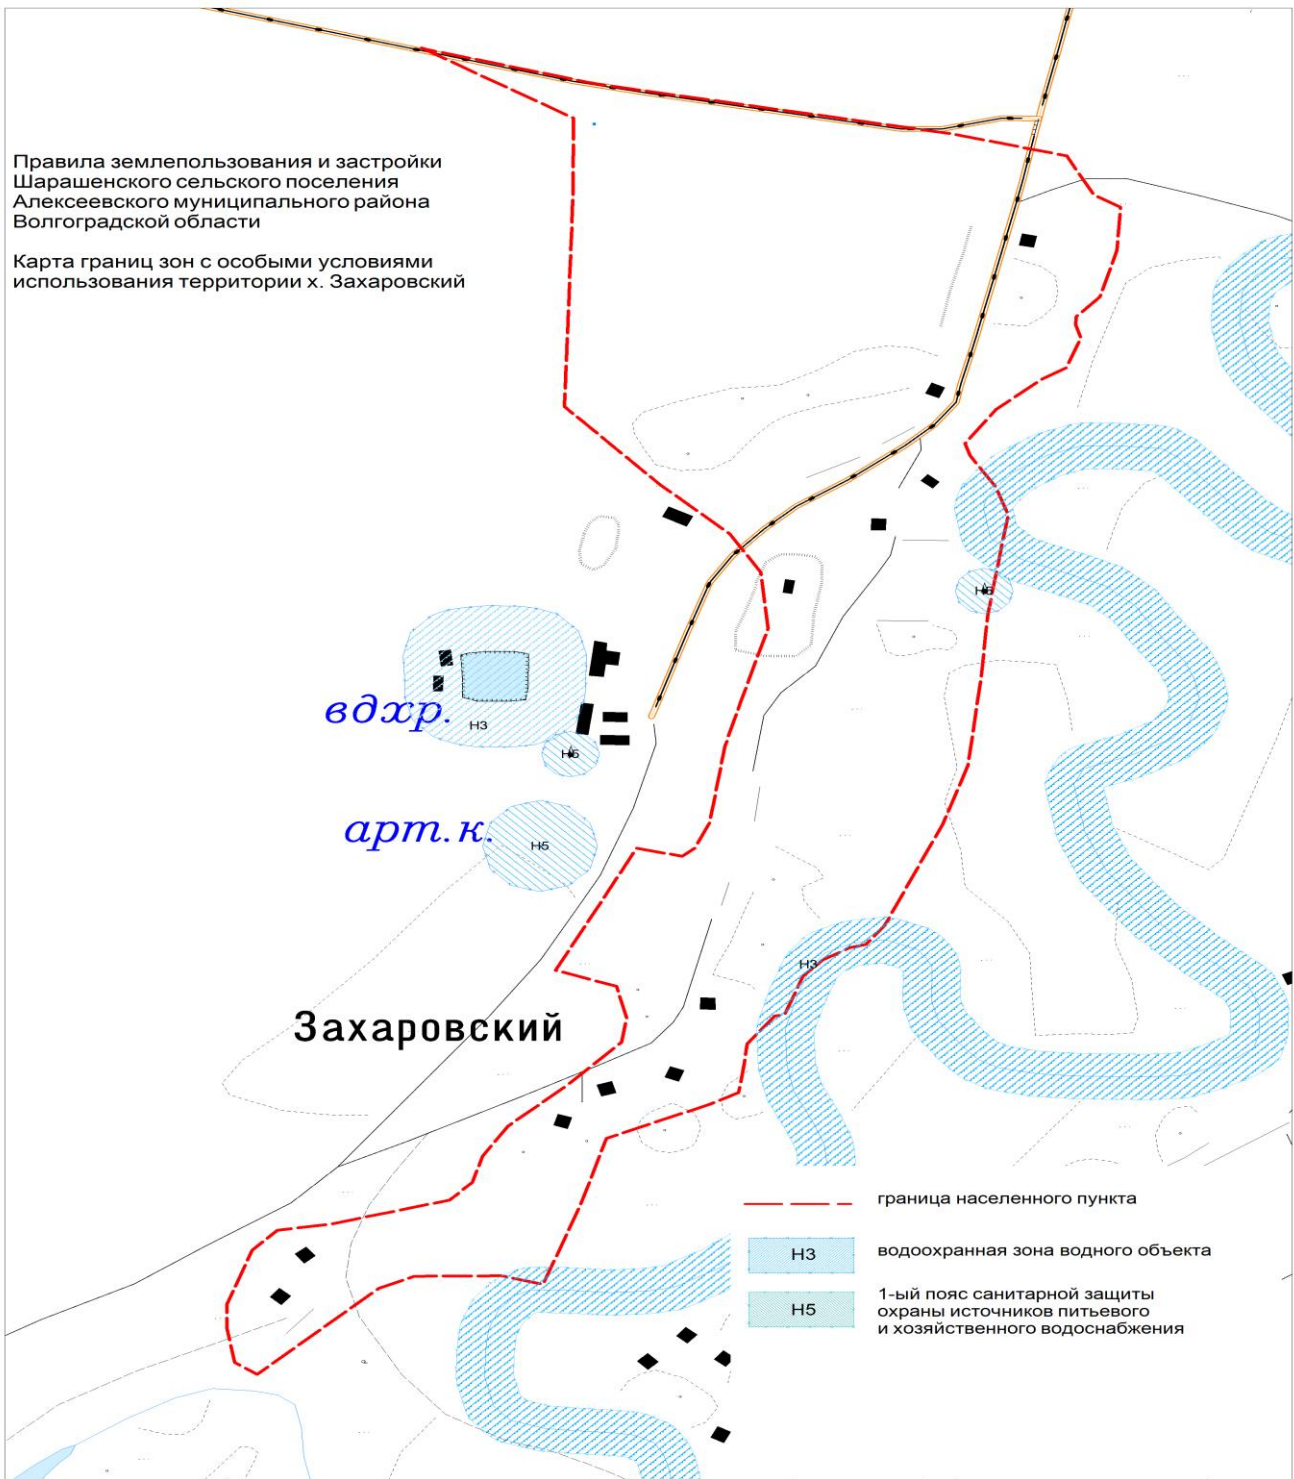 Правила землепользования и застройки
Шарашенского сельского поселения
Алексеевского муниципального района
Волгоградской области
Карта границ зон с особыми условиями
использования территории х. Захаровский
Н5
вдхр.
Н3
Н5
арт.к.
Н5
Н3
Захаровский
граница населенного пункта
Н3
водоохранная зона водного объекта
Н5
1-ый пояс санитарной защиты
охраны источников питьевого
и хозяйственного водоснабжения